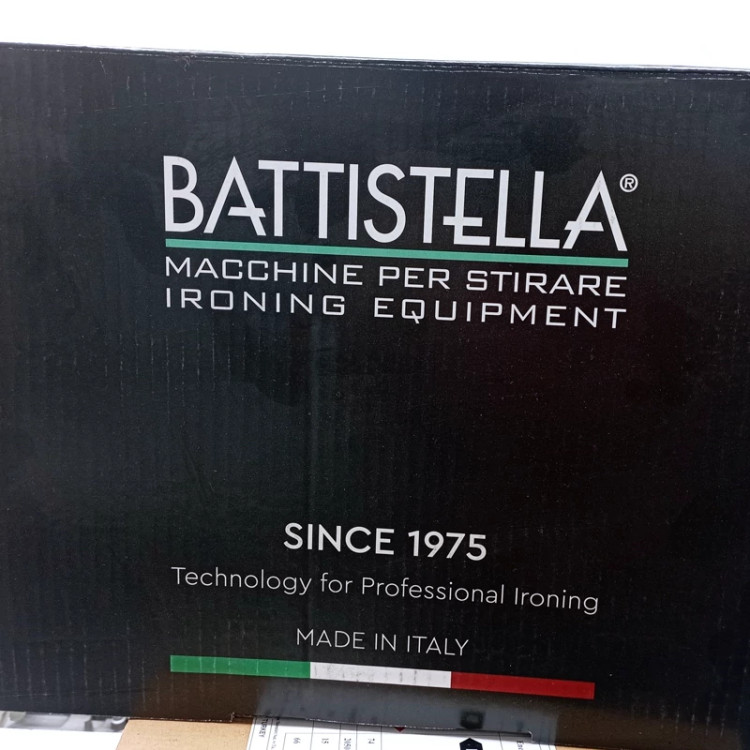 BATTISTELLA®
MACCHINE PER STIRARE
IRONING EQUIPMENT
SINCE 1975
Technology for Professional Ironing
MADE IN ITALY